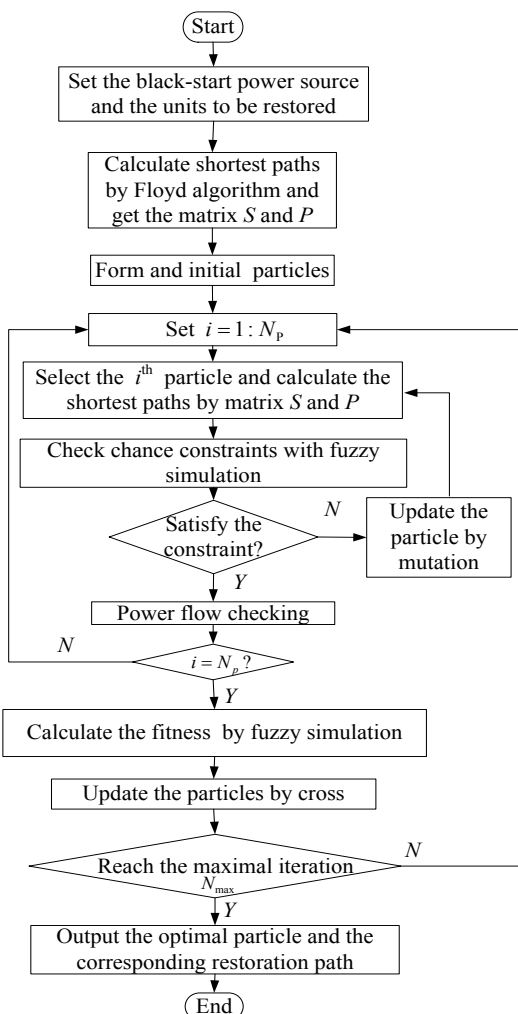 Start
Set the black-start power source
and the units to be restored
Calculate shortest paths
by Floyd algorithm and
get the matrix S and P
Form and initial particles
Set i = 1 : N_P
Select the i^th particle and calculate the
shortest paths by matrix S and P
Check chance constraints with fuzzy
simulation
Satisfy the
constraint?
N
Update the
particle by
mutation
Y
Power flow checking
N
i = N_p ?
Y
Calculate the fitness by fuzzy simulation
Update the particles by cross
Reach the maximal iteration
N_max
N
Y
Output the optimal particle and the
corresponding restoration path
End